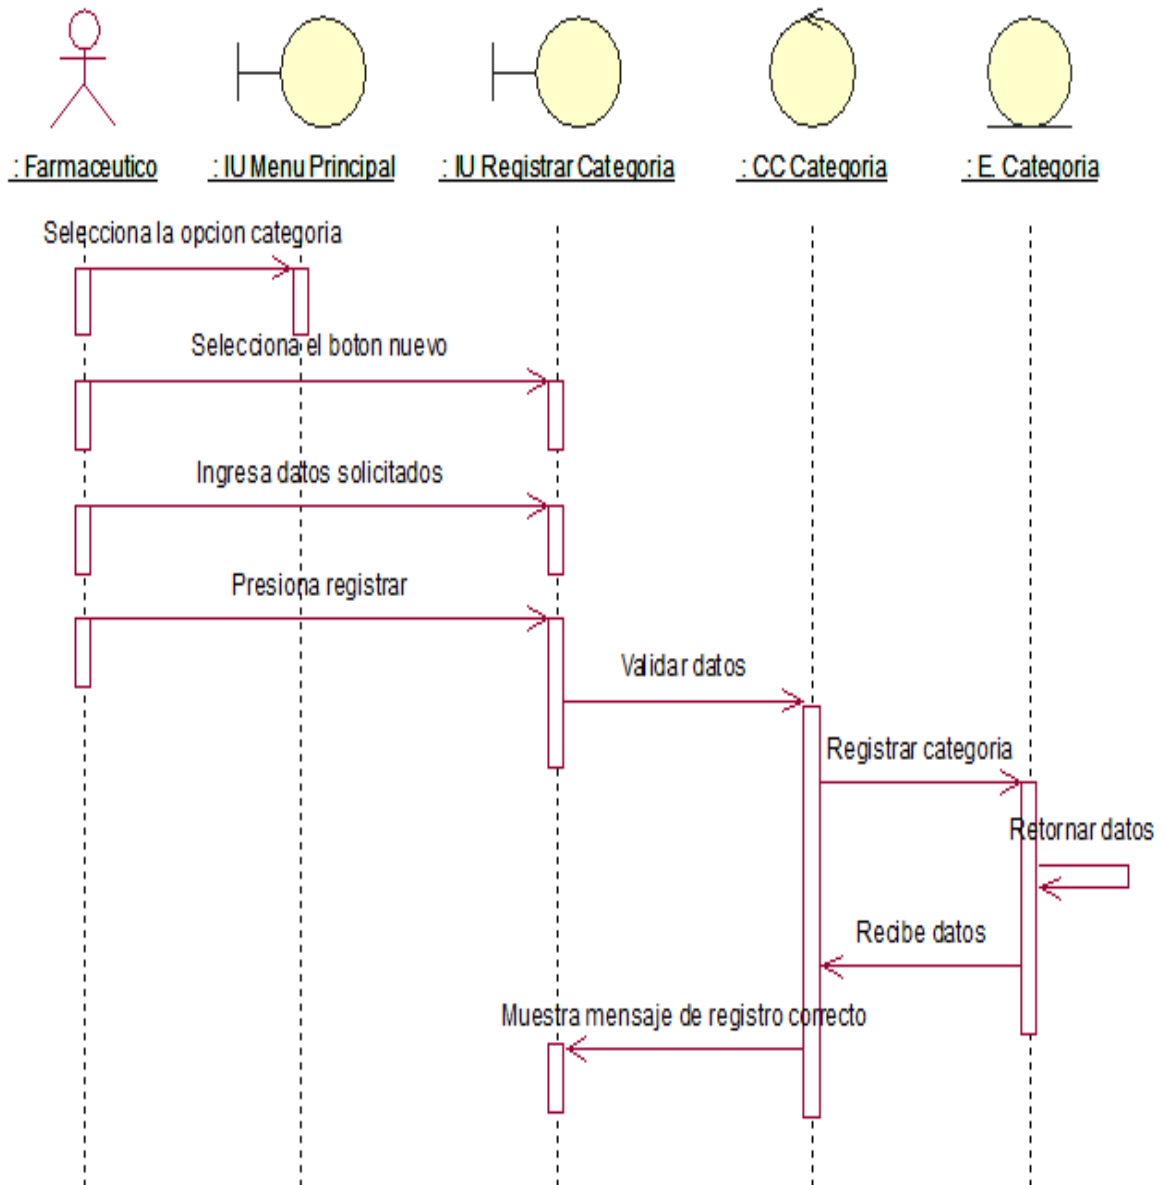 : Farmaceutico
: IU Menu Principal
: IU Registrar Categoria
: CC Categoria
: E. Categoria
Selecciona la opcion categoria
Selecciona el boton nuevo
Ingresa datos solicitados
Presiona registrar
Validar datos
Registrar categoria
Retornar datos
Recibe datos
Muestra mensaje de registro correcto